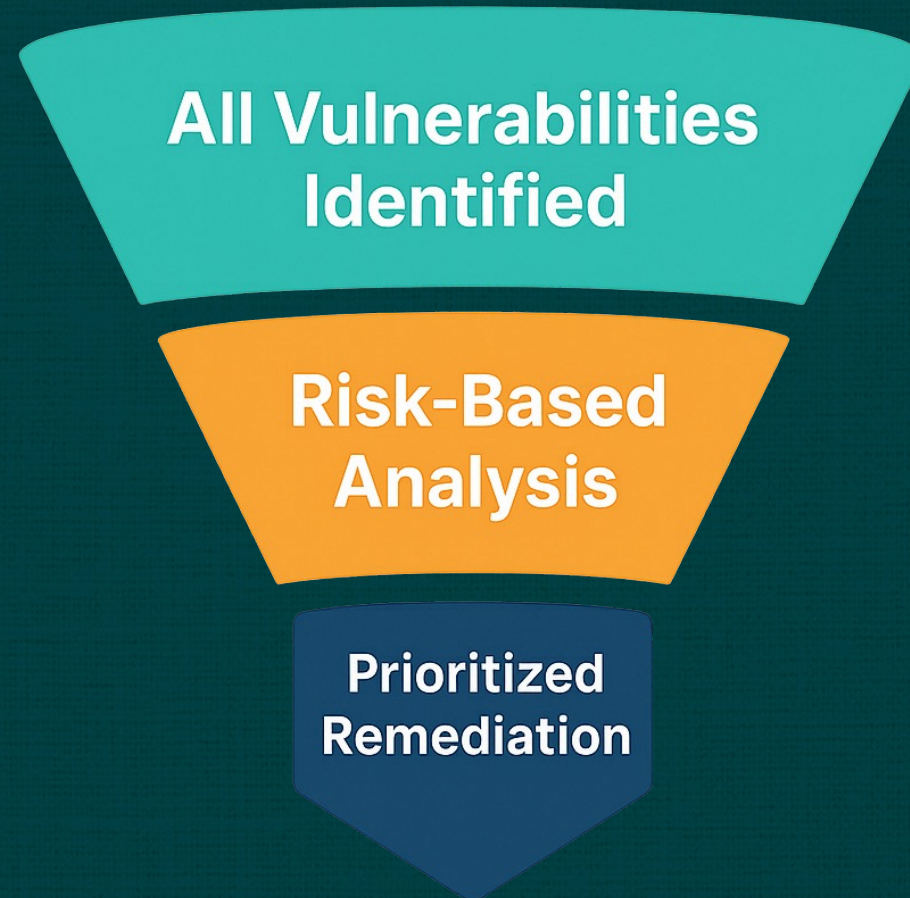 All Vulnerabilities
Identified
Risk-Based
Analysis
Prioritized
Remediation